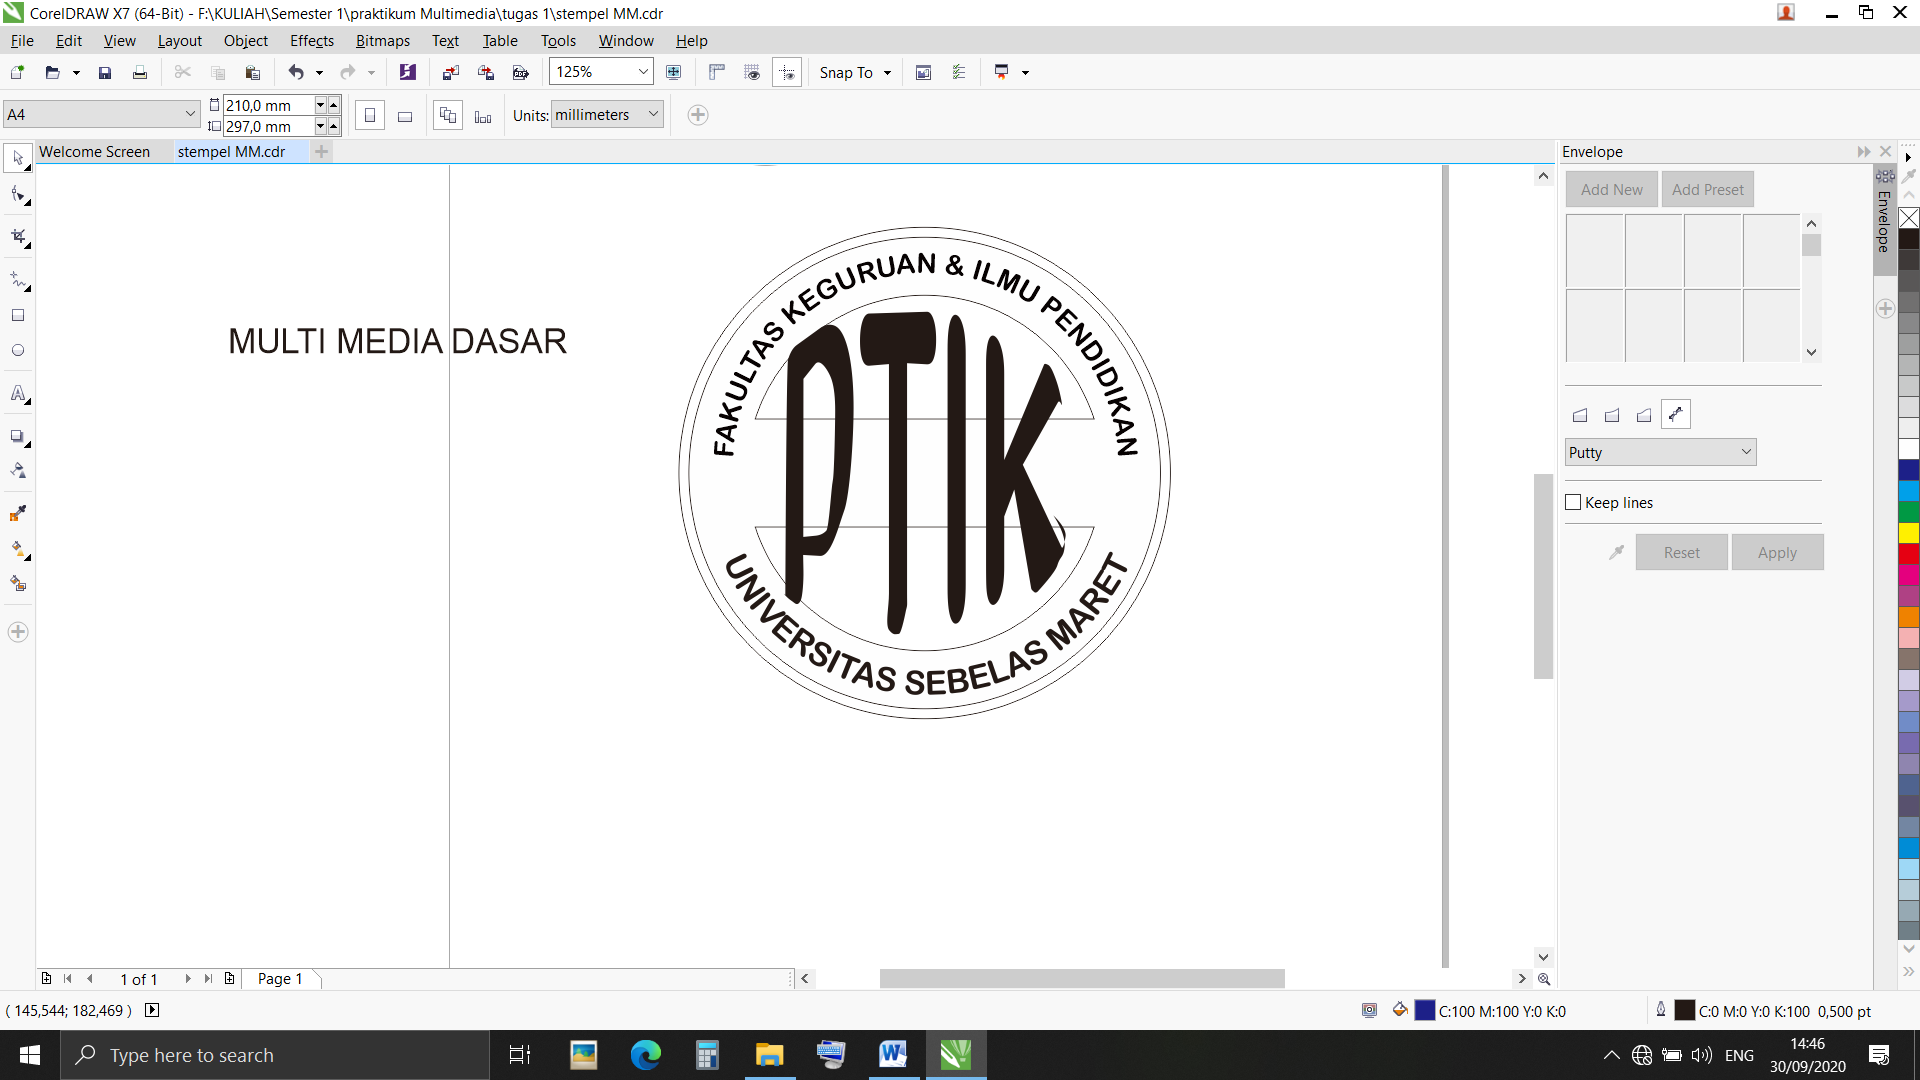 CorelDRAW X7 (64-Bit) - F:\KULIAH\Semester 1\praktikum Multimedia\tugas 1\stempel MM.cdr
File Edit View Layout Object Effects Bitmaps Text Table Tools Window Help
125% Snap To
A4 210,0 mm 297,0 mm Units: millimeters
Welcome Screen stempel MM.cdr
Envelope
Add New Add Preset
Envelope
MULTI MEDIA DASAR
FAKULTAS KEGURUAN & ILMU PENDIDIKAN
PTIK
UNIVERSITAS SEBELAS MARET
Putty
Keep lines
Reset Apply
1 of 1 Page 1
( 145,544; 182,469 ) C:100 M:100 Y:0 K:0 C:0 M:0 Y:0 K:100 0,500 pt
Type here to search ENG 14:46
30/09/2020